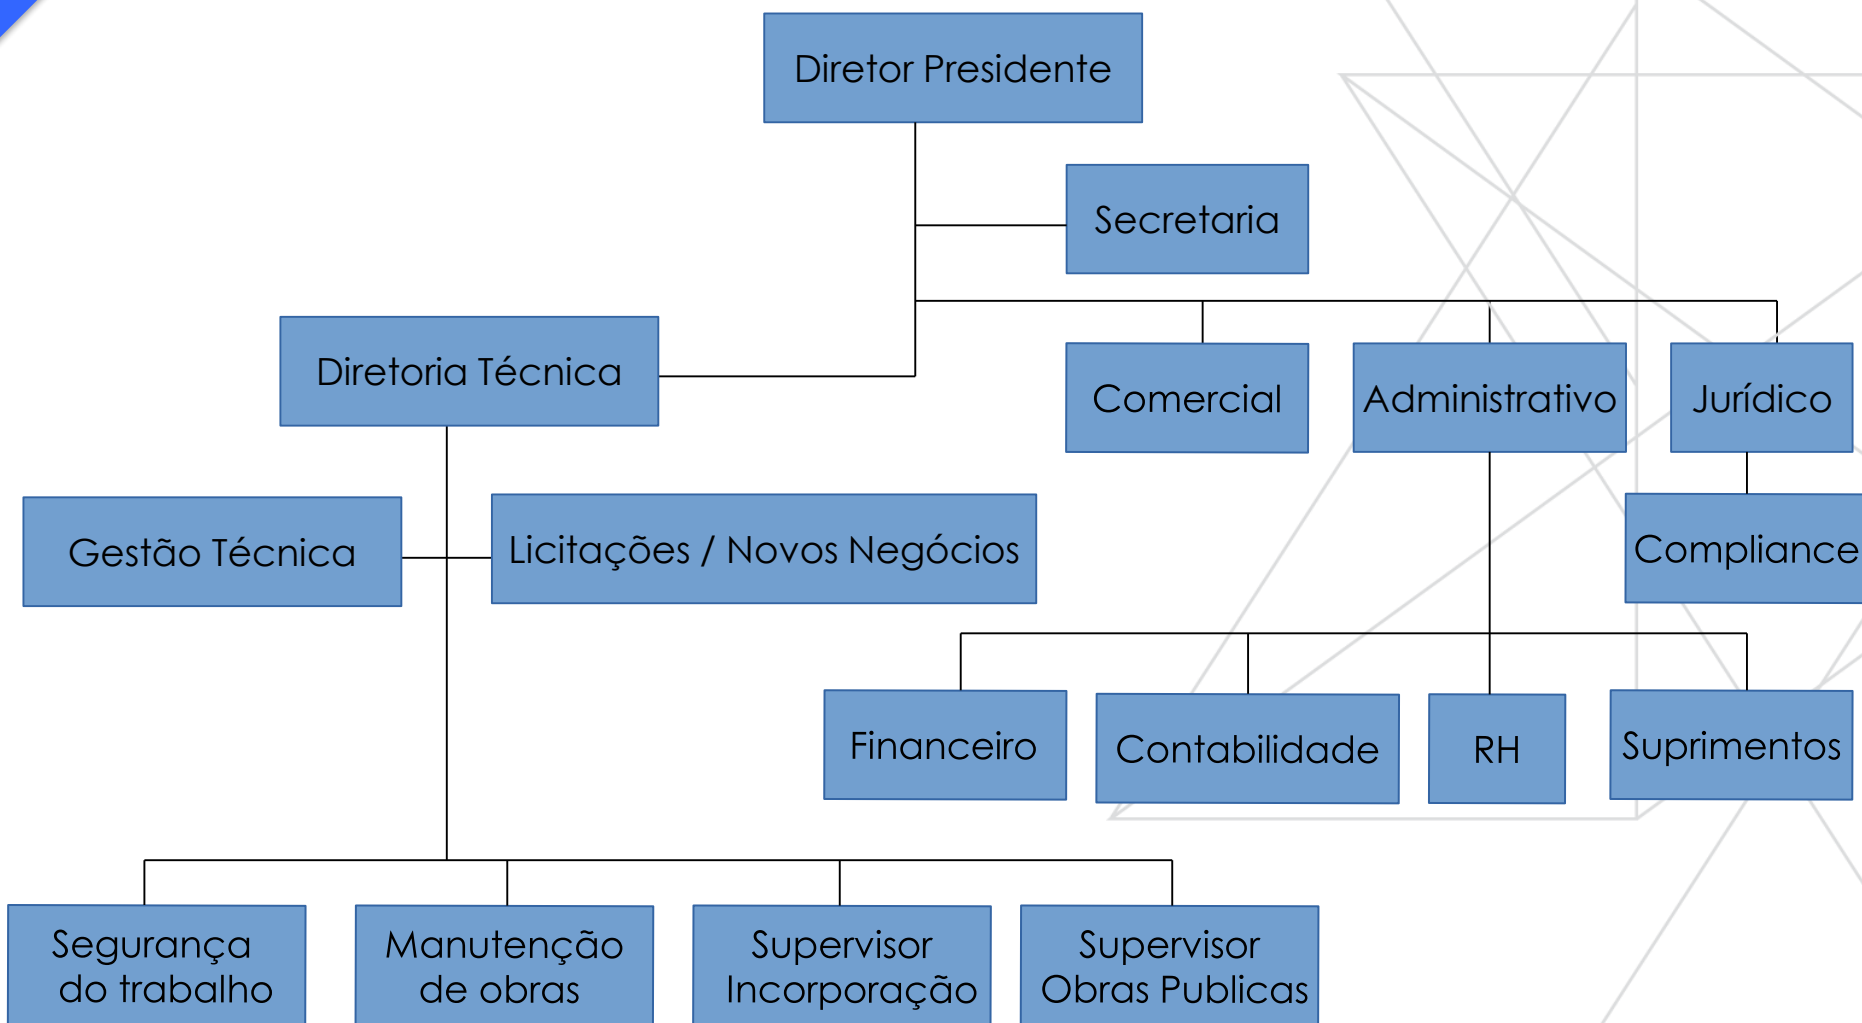 Diretor Presidente
Secretaria
Diretoria Técnica
Comercial
Administrativo
Jurídico
Gestão Técnica
Licitações / Novos Negócios
Compliance
Financeiro
Contabilidade
RH
Suprimentos
Segurança
do trabalho
Manutenção
de obras
Supervisor
Incorporação
Supervisor
Obras Publicas